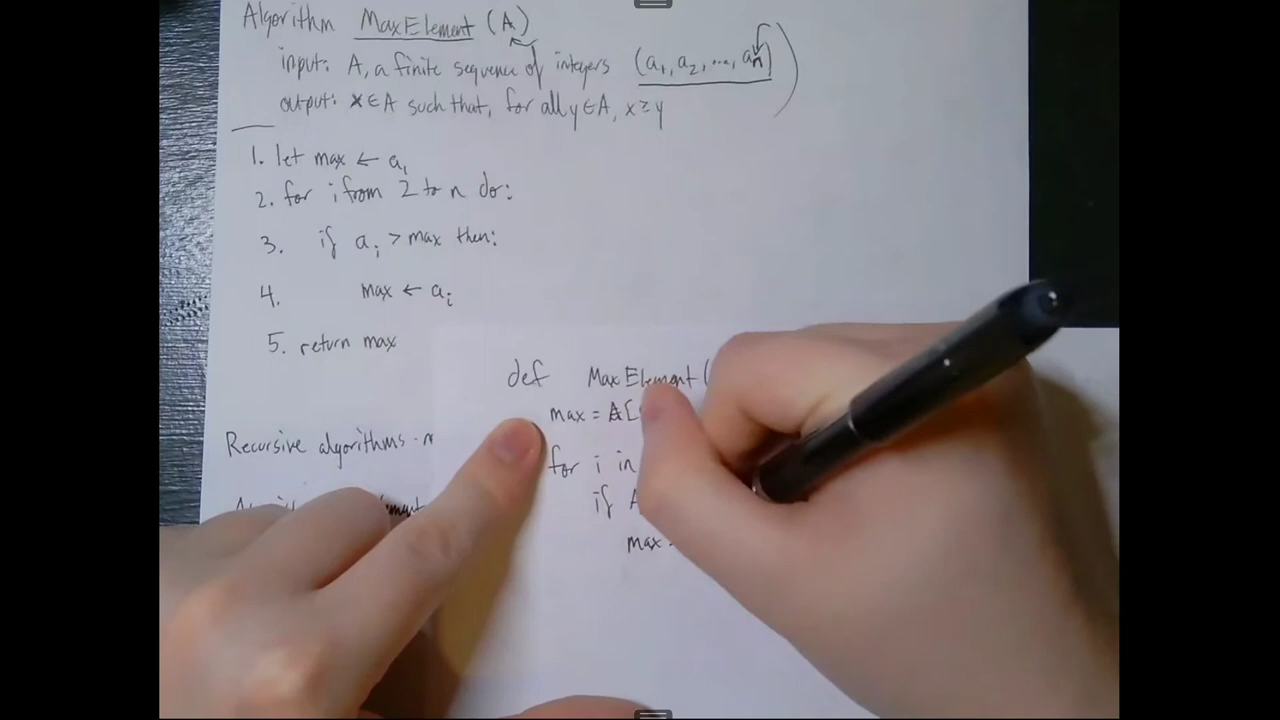 Algorithm MaxElement (A)
input: A, a finite sequence of integers (a₁, a₂, ..., aₙ)
output: x ∈ A such that, for all y ∈ A, x ≥ y
1. let max ← a₁
2. for i from 2 to n do:
3. if aᵢ > max then:
4. max ← aᵢ
5. return max
def MaxElement (
max = A[
for i in
if A
max =
Recursive algorithms -